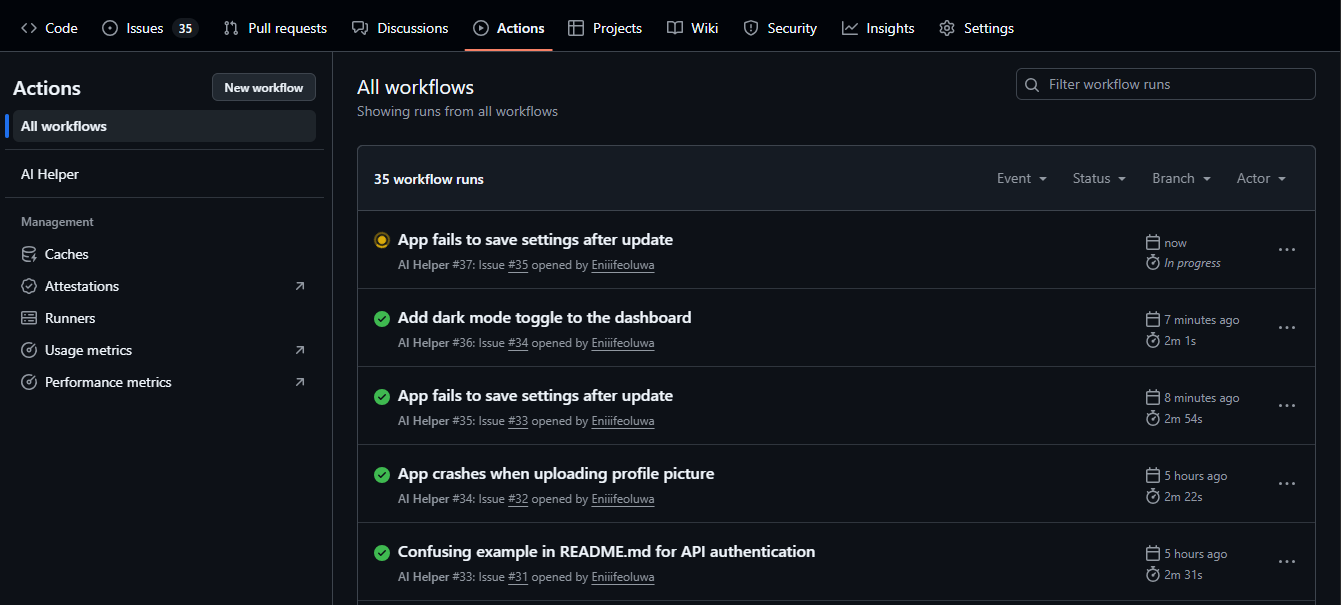 Code Issues 35 Pull requests Discussions Actions Projects Wiki Security Insights Settings
Actions New workflow
All workflows
AI Helper
Management
Caches
Attestations
Runners
Usage metrics
Performance metrics
All workflows
Showing runs from all workflows
Filter workflow runs
35 workflow runs Event Status Branch Actor
App fails to save settings after update
AI Helper #37: Issue #35 opened by Eniiifeoluwa
now
In progress
Add dark mode toggle to the dashboard
AI Helper #36: Issue #34 opened by Eniiifeoluwa
7 minutes ago
2m 1s
App fails to save settings after update
AI Helper #35: Issue #33 opened by Eniiifeoluwa
8 minutes ago
2m 54s
App crashes when uploading profile picture
AI Helper #34: Issue #32 opened by Eniiifeoluwa
5 hours ago
2m 22s
Confusing example in README.md for API authentication
AI Helper #33: Issue #31 opened by Eniiifeoluwa
5 hours ago
2m 31s